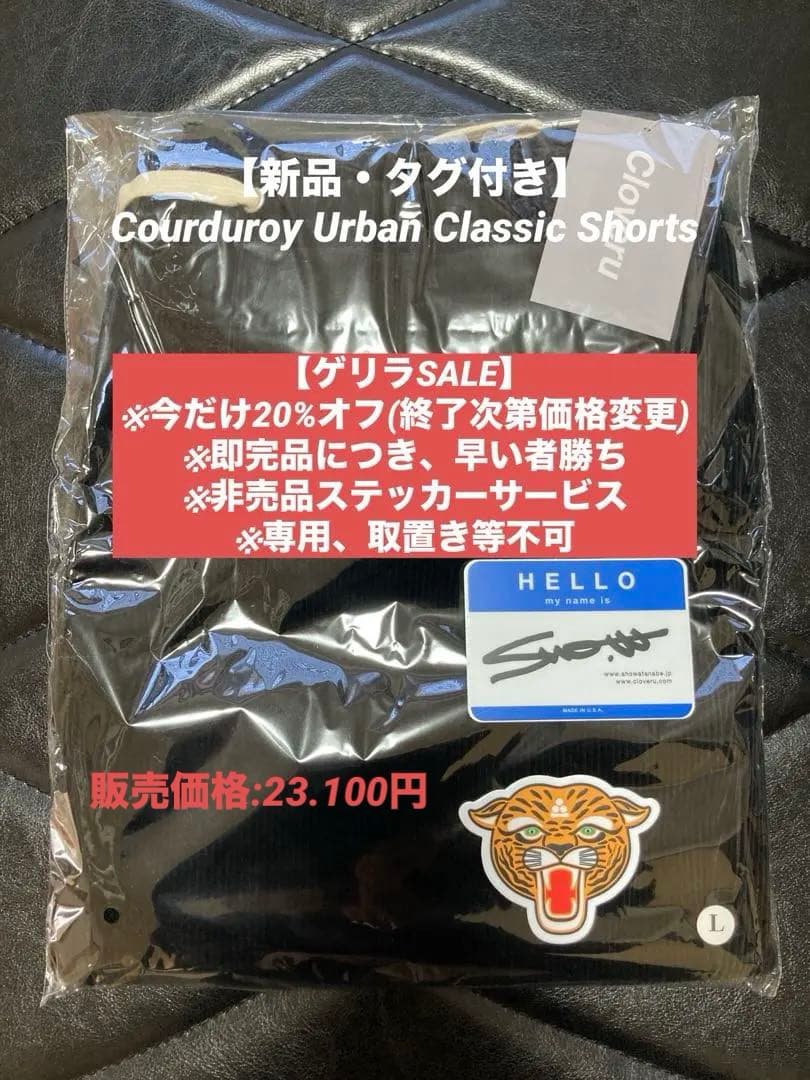 【新品・タグ付き】
Courduroy Urban Classic Shorts
Cloveru
【ゲリラSALE】
※今だけ20%オフ(終了次第価格変更)
※即完品につき、早い者勝ち
※非売品ステッカーサービス
※専用、取置き等不可
HELLO
my name is
www.showatanabe.jp
www.cloveru.com
MADE IN U.S.A.
販売価格:23.100円
L